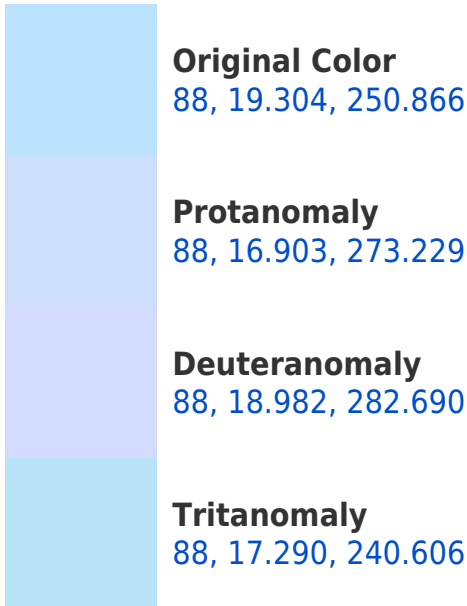 Original Color
88, 19.304, 250.866
Protanomaly
88, 16.903, 273.229
Deuteranomaly
88, 18.982, 282.690
Tritanomaly
88, 17.290, 240.606